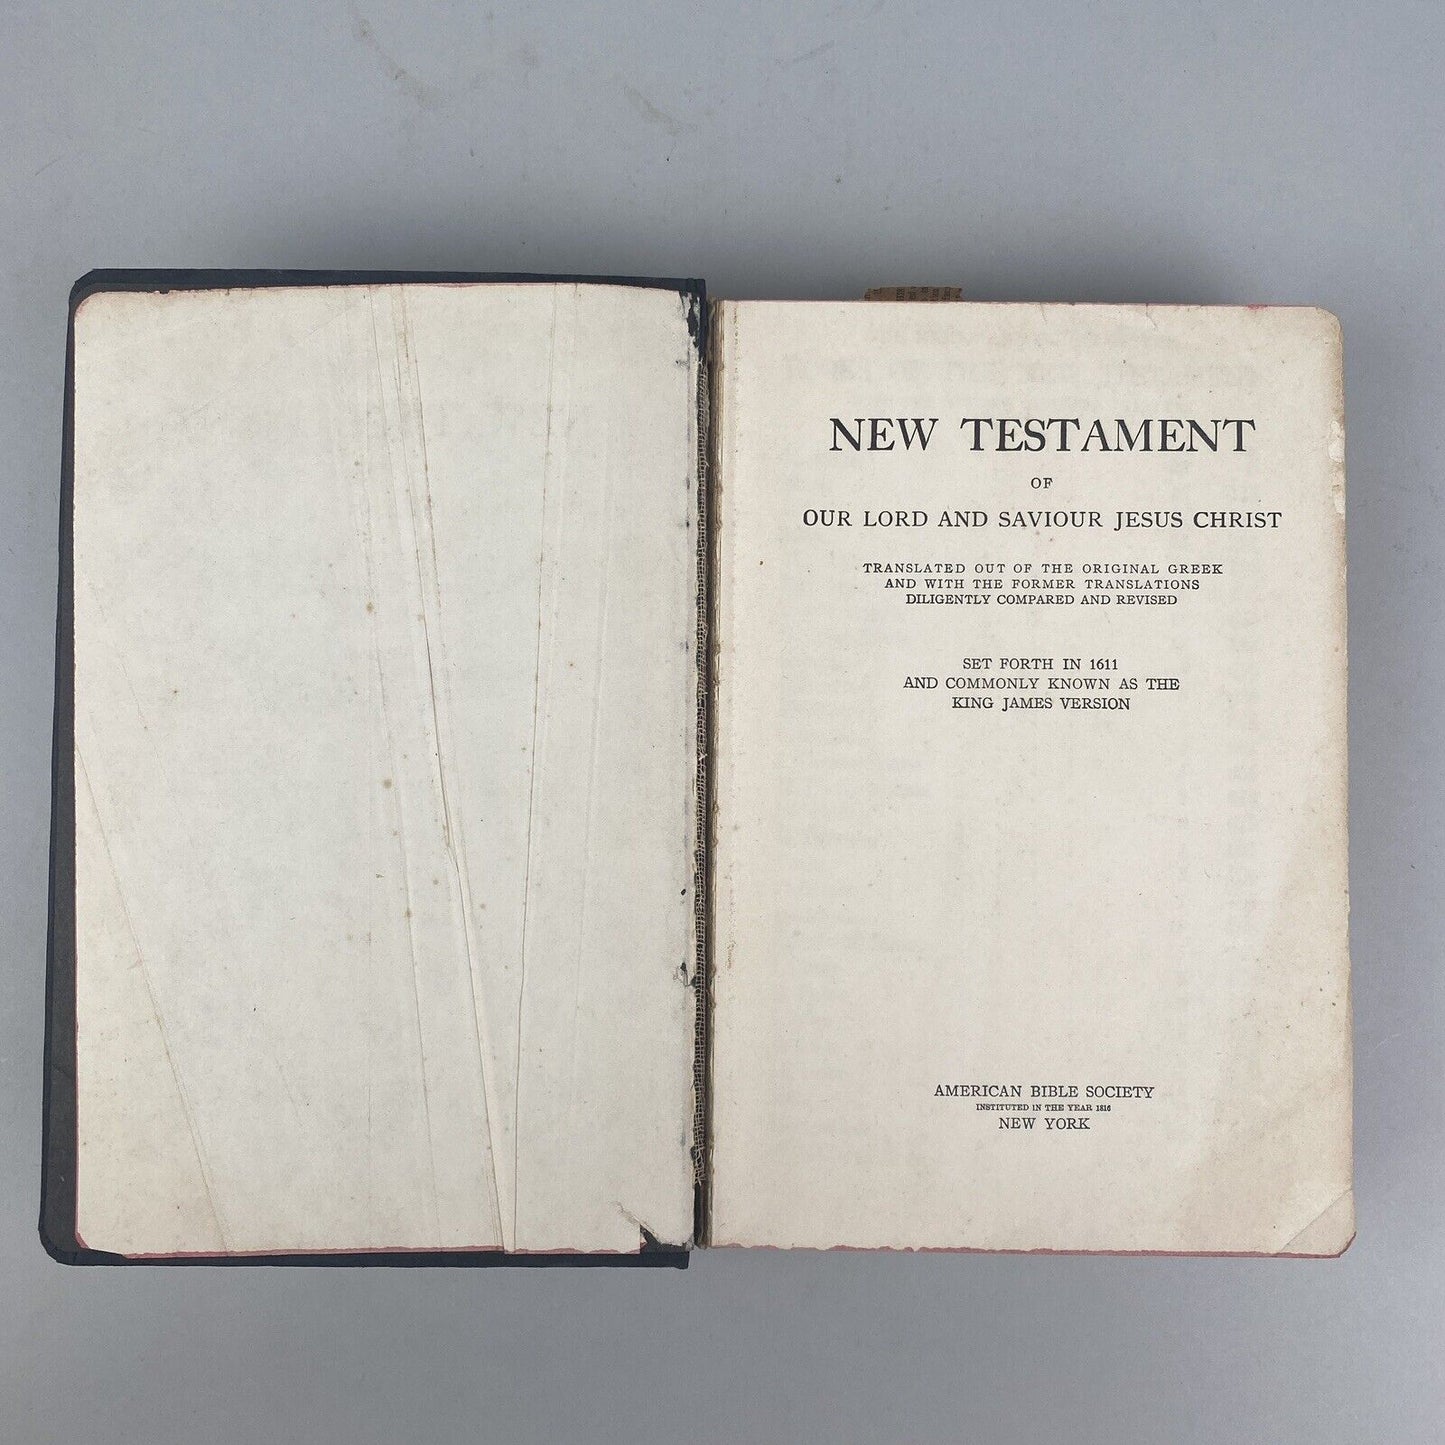 NEW TESTAMENT
OF
OUR LORD AND SAVIOUR JESUS CHRIST
TRANSLATED OUT OF THE ORIGINAL GREEK
AND WITH THE FORMER TRANSLATIONS
DILIGENTLY COMPARED AND REVISED
SET FORTH IN 1611
AND COMMONLY KNOWN AS THE
KING JAMES VERSION
AMERICAN BIBLE SOCIETY
INSTITUTED IN THE YEAR 1816
NEW YORK